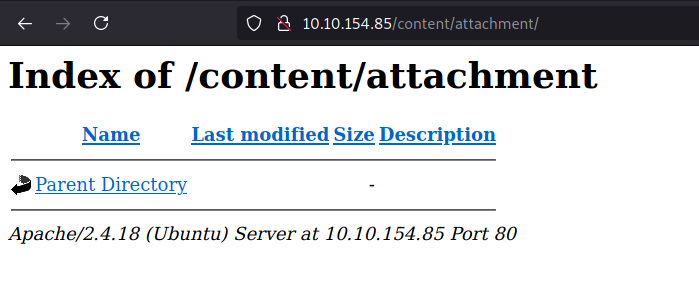 10.10.154.85/content/attachment/
Index of /content/attachment
Name Last modified Size Description
Parent Directory -
Apache/2.4.18 (Ubuntu) Server at 10.10.154.85 Port 80